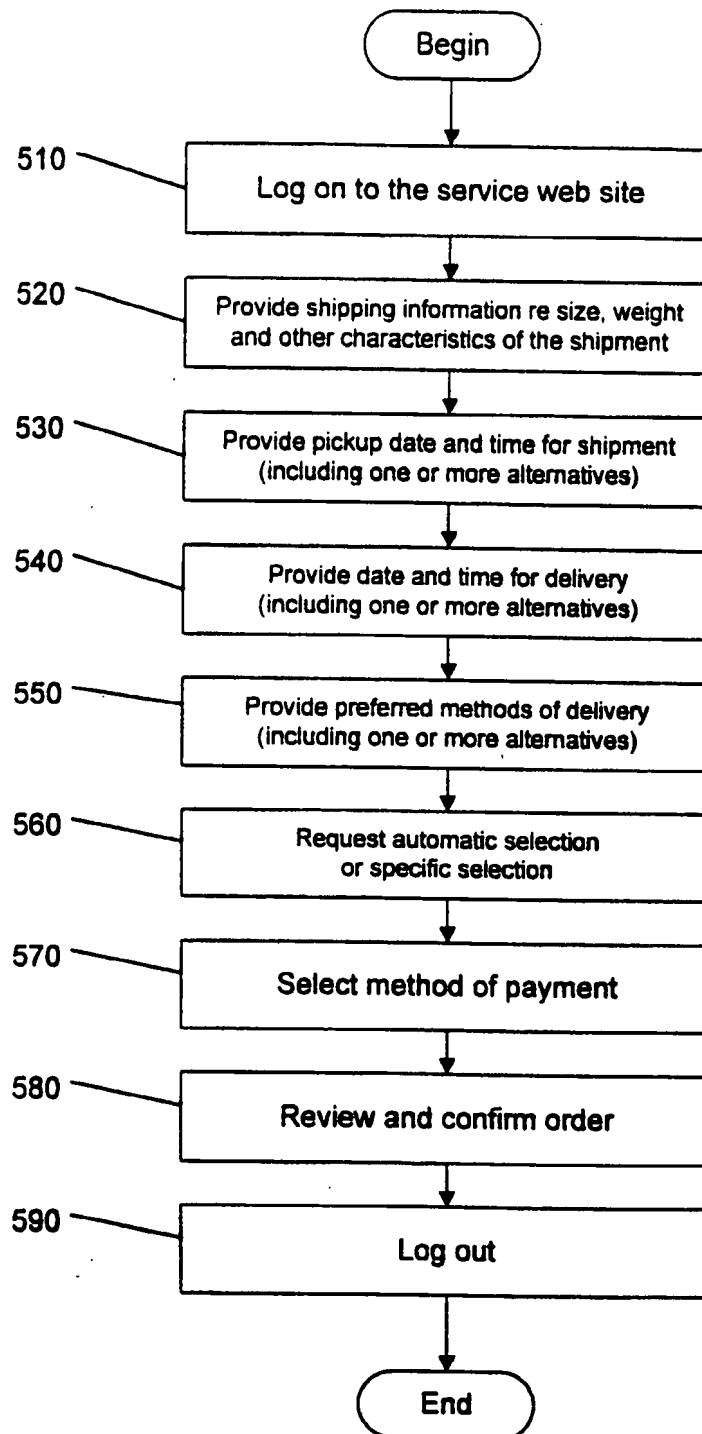 Begin
510
Log on to the service web site
520
Provide shipping information re size, weight
and other characteristics of the shipment
530
Provide pickup date and time for shipment
(including one or more alternatives)
540
Provide date and time for delivery
(including one or more alternatives)
550
Provide preferred methods of delivery
(including one or more alternatives)
560
Request automatic selection
or specific selection
570
Select method of payment
580
Review and confirm order
590
Log out
End